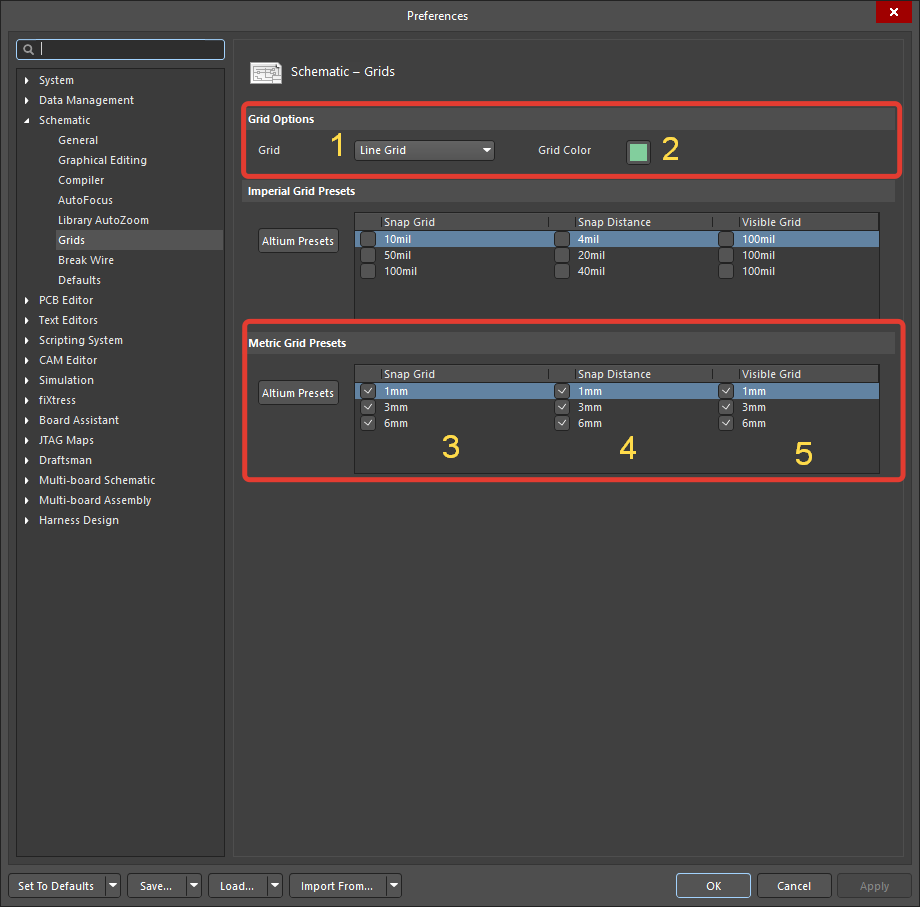 Preferences
System
Data Management
Schematic
General
Graphical Editing
Compiler
AutoFocus
Library AutoZoom
Grids
Break Wire
Defaults
PCB Editor
Text Editors
Scripting System
CAM Editor
Simulation
fiXtress
Board Assistant
JTAG Maps
Draftsman
Multi-board Schematic
Multi-board Assembly
Harness Design
Schematic – Grids
Grid Options
Grid 1 Line Grid Grid Color 2
Imperial Grid Presets
Altium Presets
Snap Grid Snap Distance Visible Grid
10mil 4mil 100mil
50mil 20mil 100mil
100mil 40mil 100mil
Metric Grid Presets
Altium Presets
Snap Grid Snap Distance Visible Grid
1mm 1mm 1mm
3mm 3mm 3mm
6mm 6mm 6mm
3 4 5
Set To Defaults Save... Load... Import From... OK Cancel Apply